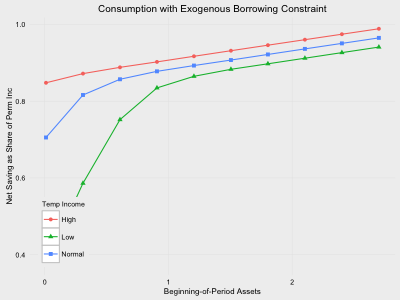 Consumption with Exogenous Borrowing Constraint
Net Saving as Share of Perm Inc
1.0
0.8
0.6
0.4
Temp Income
High
Low
Normal
0
1
2
Beginning-of-Period Assets